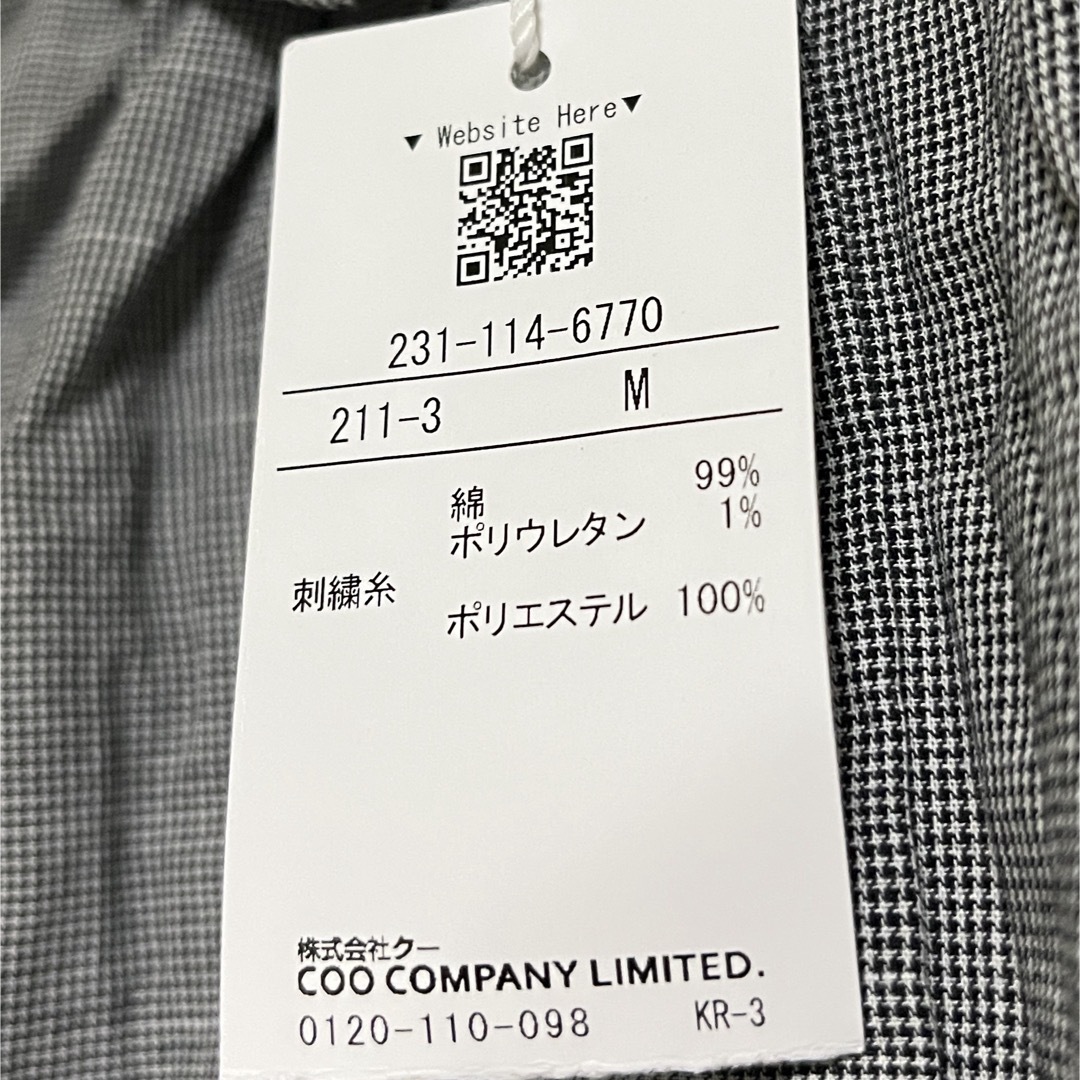 ▼ Website Here▼
231-114-6770
211-3 M
綿 99%
ポリウレタン 1%
刺繍糸
ポリエステル 100%
株式会社クー
COO COMPANY LIMITED.
0120-110-098 KR-3